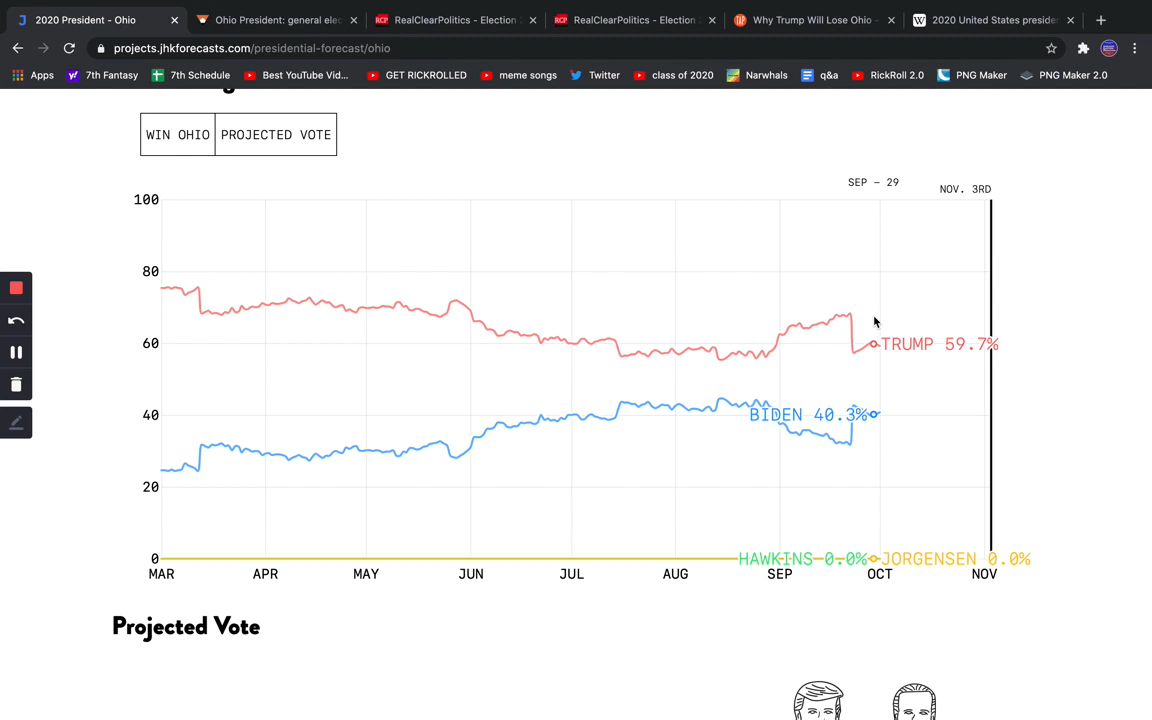 2020 President - Ohio
Ohio President: general elec
RealClearPolitics - Election 2
RealClearPolitics - Election 2
Why Trump Will Lose Ohio -
2020 United States presiden
projects.jhkforecasts.com/presidential-forecast/ohio
Apps
7th Fantasy
7th Schedule
Best YouTube Vid...
GET RICKROLLED
meme songs
Twitter
class of 2020
Narwhals
q&a
RickRoll 2.0
PNG Maker
PNG Maker 2.0
WIN OHIO
PROJECTED VOTE
SEP - 29
NOV. 3RD
100
80
60
40
20
0
TRUMP 59.7%
BIDEN 40.3%
HAWKINS 0.0%
JORGENSEN 0.0%
MAR APR MAY JUN JUL AUG SEP OCT NOV
Projected Vote